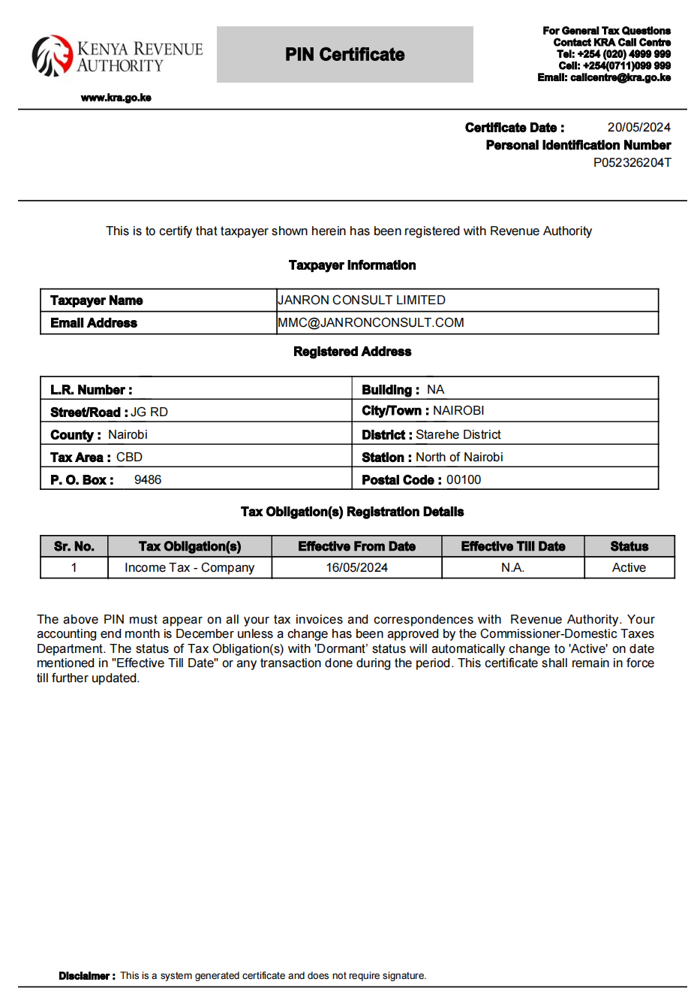 KENYA REVENUE
AUTHORITY
www.kra.go.ke
PIN Certificate
For General Tax Questions
Contact KRA Call Centre
Tel: +254 (020) 4999 999
Cell: +254(0711)099 999
Email: callcentre@kra.go.ke
Certificate Date : 20/05/2024
Personal Identification Number
P052326204T
This is to certify that taxpayer shown herein has been registered with Revenue Authority
Taxpayer Information
Taxpayer Name JANRON CONSULT LIMITED
Email Address MMC@JANRONCONSULT.COM
Registered Address
L.R. Number : Building : NA
Street/Road : JG RD City/Town : NAIROBI
County : Nairobi District : Starehe District
Tax Area : CBD Station : North of Nairobi
P. O. Box : 9486 Postal Code : 00100
Tax Obligation(s) Registration Details
Sr. No. Tax Obligation(s) Effective From Date Effective Till Date Status
1 Income Tax - Company 16/05/2024 N.A. Active
The above PIN must appear on all your tax invoices and correspondences with Revenue Authority. Your
accounting end month is December unless a change has been approved by the Commissioner-Domestic Taxes
Department. The status of Tax Obligation(s) with 'Dormant' status will automatically change to 'Active' on date
mentioned in "Effective Till Date" or any transaction done during the period. This certificate shall remain in force
till further updated.
Disclaimer : This is a system generated certificate and does not require signature.